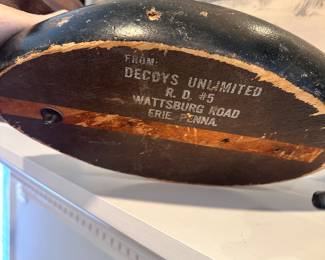 FROM:
DECOYS UNLIMITED
R. D. #5
WATTSBURG ROAD
ERIE, PENNA.